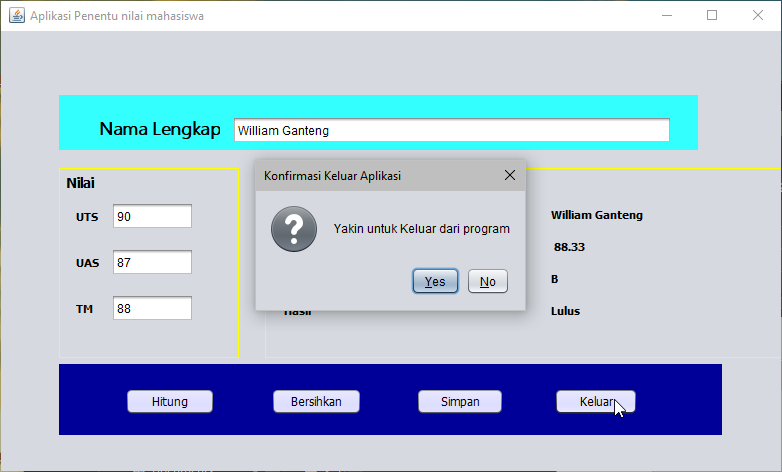 Aplikasi Penentu nilai mahasiswa
Nama Lengkap William Ganteng
Konfirmasi Keluar Aplikasi
Yakin untuk Keluar dari program
Yes No
Nilai
UTS 90
UAS 87
TM 88
William Ganteng
88.33
B
Hasil Lulus
Hitung Bersihkan Simpan Keluar